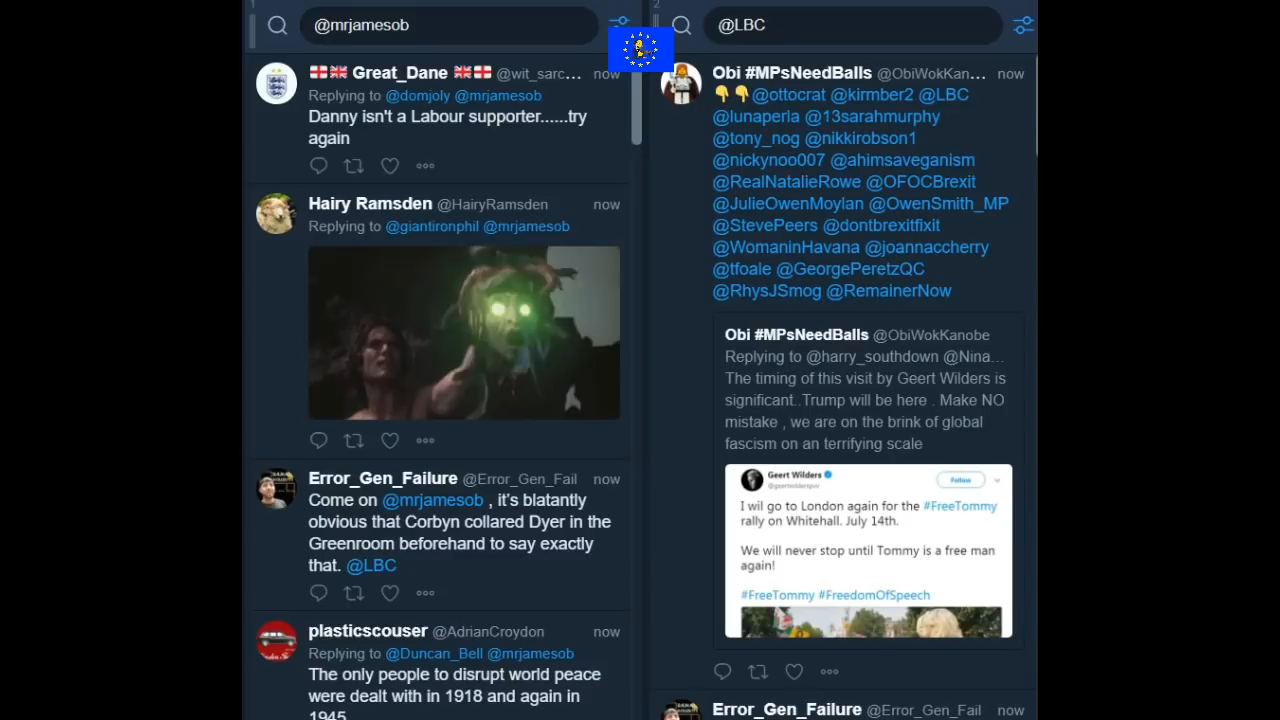 1
@mrjamesob
Great_Dane @wit_sarc... now
Replying to @domjoly @mrjamesob
Danny isn't a Labour supporter......try
again
Hairy Ramsden @HairyRamsden now
Replying to @giantironphil @mrjamesob
Error_Gen_Failure @Error_Gen_Fail now
Come on @mrjamesob , it's blatantly
obvious that Corbyn collared Dyer in the
Greenroom beforehand to say exactly
that. @LBC
plasticscouser @AdrianCroydon now
Replying to @Duncan_Bell @mrjamesob
The only people to disrupt world peace
were dealt with in 1918 and again in
1945
2
@LBC
Obi #MPsNeedBalls @ObiWokKan... now
👇👇@ottocrat @kirmber2 @LBC
@lunaperla @13sarahmurphy
@tony_nog @nikkirobson1
@nickynoo007 @ahimsaveganism
@RealNatalieRowe @OFOCBrexit
@JulieOwenMoylan @OwenSmith_MP
@StevePeers @dontbrexitfixit
@WomaninHavana @joannaccherry
@tfoale @GeorgePeretzQC
@RhysJSmog @RemainerNow
Obi #MPsNeedBalls @ObiWokKanobe
Replying to @harry_southdown @Nina...
The timing of this visit by Geert Wilders is
significant..Trump will be here . Make NO
mistake , we are on the brink of global
fascism on an terrifying scale
Geert Wilders
@geertwilderspvv
Follow
I wil go to London again for the #FreeTommy
rally on Whitehall. July 14th.
We will never stop until Tommy is a free man
again!
#FreeTommy #FreedomOfSpeech
Error_Gen_Failure @Error_Gen_Fail now